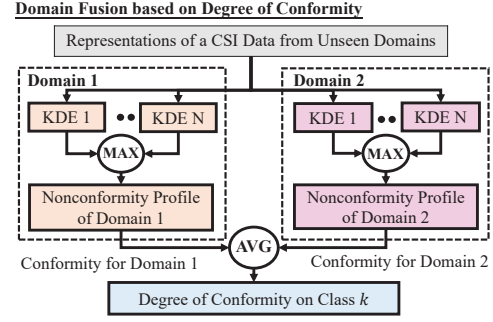 Domain Fusion based on Degree of Conformity
Representations of a CSI Data from Unseen Domains
Domain 1
Domain 2
KDE 1 •• KDE N
KDE 1 •• KDE N
MAX
MAX
Nonconformity Profile
of Domain 1
Nonconformity Profile
of Domain 2
AVG
Conformity for Domain 1
Conformity for Domain 2
Degree of Conformity on Class k